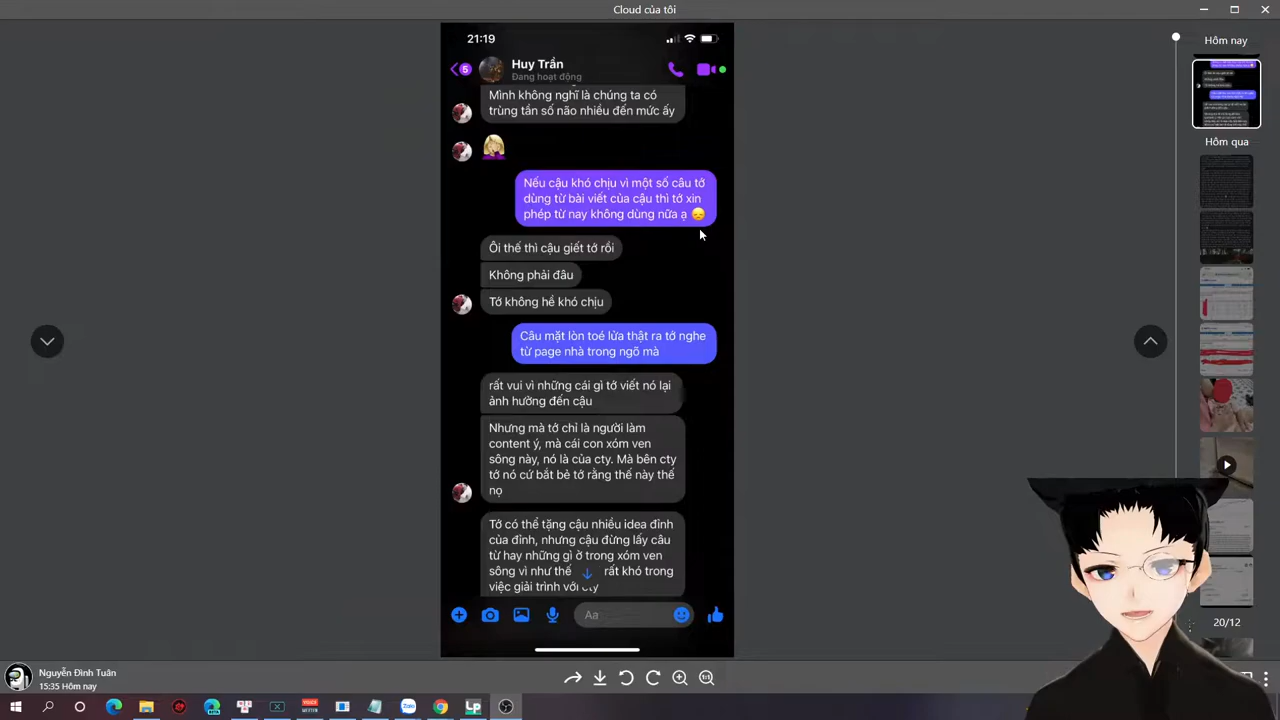 Cloud của tôi
Hôm nay
21:19
5
Huy Trần
Đang hoạt động
Mình không nghĩ là chúng ta có
trùng tần số não nhiều đến mức ấy
Hôm qua
Nếu cậu khó chịu vì một số câu tớ
dùng từ bài viết của cậu thì tớ xin
phép từ nay không dùng nữa ạ 😞
Ôi thế thì cậu giết tớ rồi
Không phải đâu
Tớ không hề khó chịu
Câu mặt lòn toé lửa thật ra tớ nghe
từ page nhà trong ngõ mà
rất vui vì những cái gì tớ viết nó lại
ảnh hưởng đến cậu
Nhưng mà tớ chỉ là người làm
content ý, mà cái con xóm ven
sông này, nó là của cty. Mà bên cty
tớ nó cứ bắt bẻ tớ rằng thế này thế
nọ
Tớ có thể tặng cậu nhiều idea đỉnh
của đỉnh, nhưng cậu đừng lấy câu
từ hay những gì ở trong xóm ven
sông vì như thế rất khó trong
việc giải trình với cty
Aa
20/12
Nguyễn Đình Tuân
15:35 Hôm nay
1:1
Zalo
LP